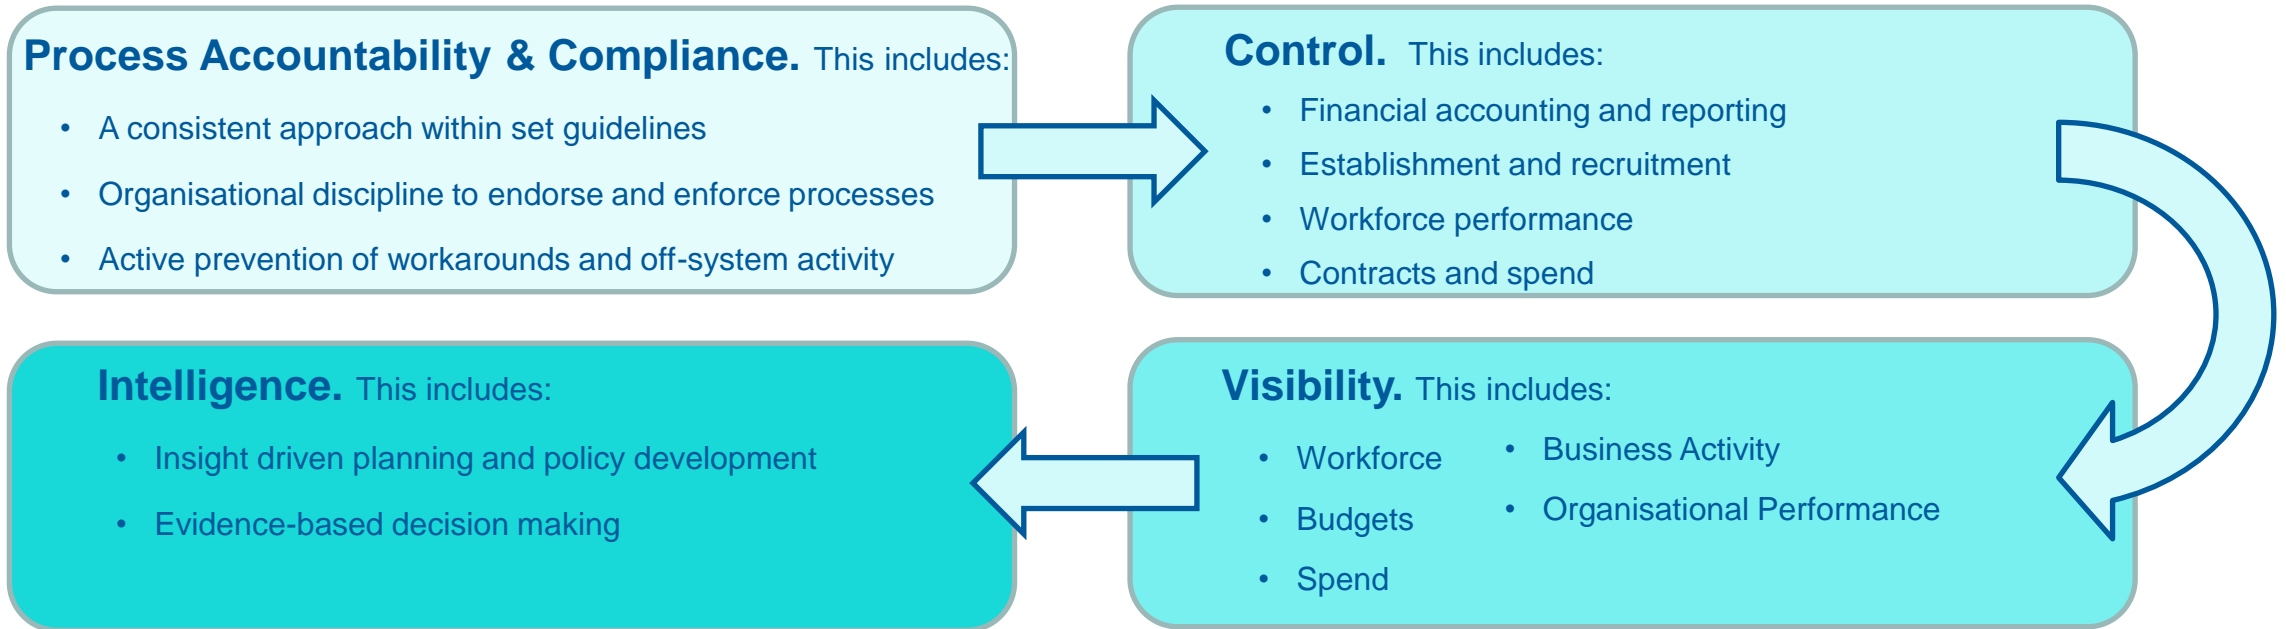 Process Accountability & Compliance. This includes:
• A consistent approach within set guidelines
• Organisational discipline to endorse and enforce processes
• Active prevention of workarounds and off-system activity
Control. This includes:
• Financial accounting and reporting
• Establishment and recruitment
• Workforce performance
• Contracts and spend
Visibility. This includes:
• Workforce
• Budgets
• Spend
• Business Activity
• Organisational Performance
Intelligence. This includes:
• Insight driven planning and policy development
• Evidence-based decision making